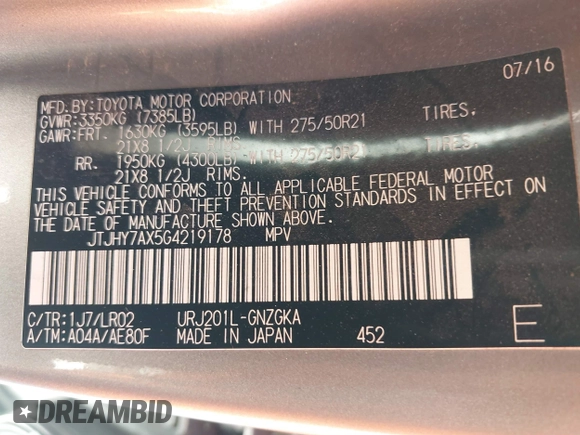 07/16
MFD.BY:TOYOTA MOTOR CORPORATION
GVWR:3350KG (7385LB)
GAWR:FRT. 1630KG (3595LB) WITH 275/50R21 TIRES,
21X8 1/2J RIMS.
RR. 1950KG (4300LB) WITH 275/50R21 TIRES,
21X8 1/2J RIMS.
THIS VEHICLE CONFORMS TO ALL APPLICABLE FEDERAL MOTOR
VEHICLE SAFETY AND THEFT PREVENTION STANDARDS IN EFFECT ON
THE DATE OF MANUFACTURE SHOWN ABOVE.
JTJHY7AX5G4219178 MPV
C/TR:1J7/LR02 URJ201L-GNZGKA
A/TM:A04A/AE80F MADE IN JAPAN 452 E
DREAMBID